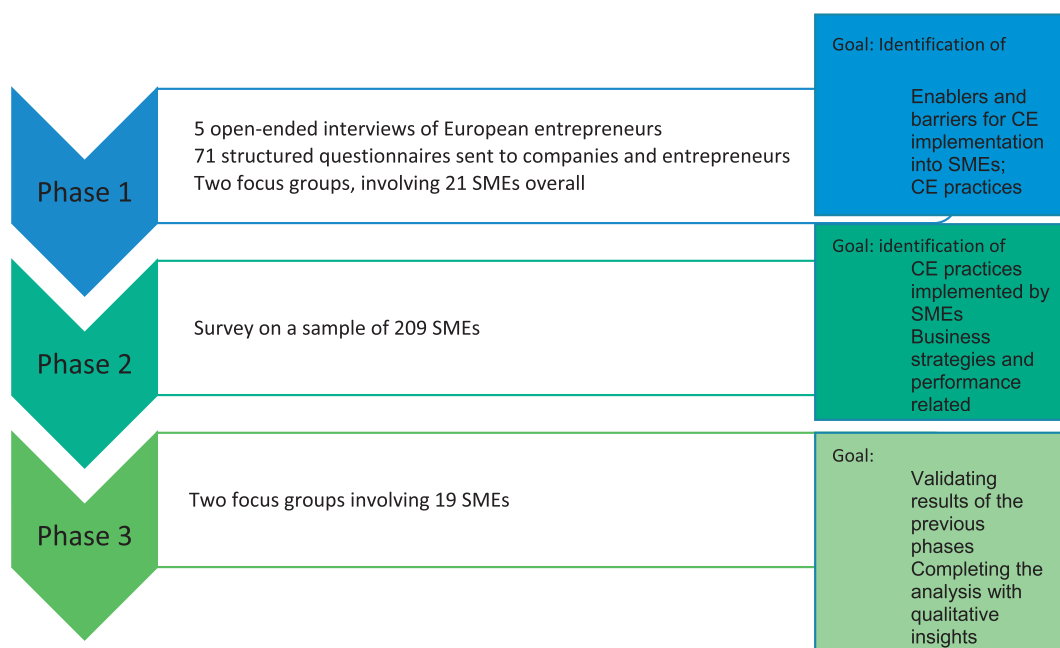 Goal: Identification of
Enablers and
barriers for CE
implementation
into SMEs;
CE practices
Phase 1
5 open-ended interviews of European entrepreneurs
71 structured questionnaires sent to companies and entrepreneurs
Two focus groups, involving 21 SMEs overall
Goal: identification of
CE practices
implemented by
SMEs
Business
strategies and
performance
related
Phase 2
Survey on a sample of 209 SMEs
Goal:
Validating
results of the
previous
phases
Completing the
analysis with
qualitative
insights
Phase 3
Two focus groups involving 19 SMEs